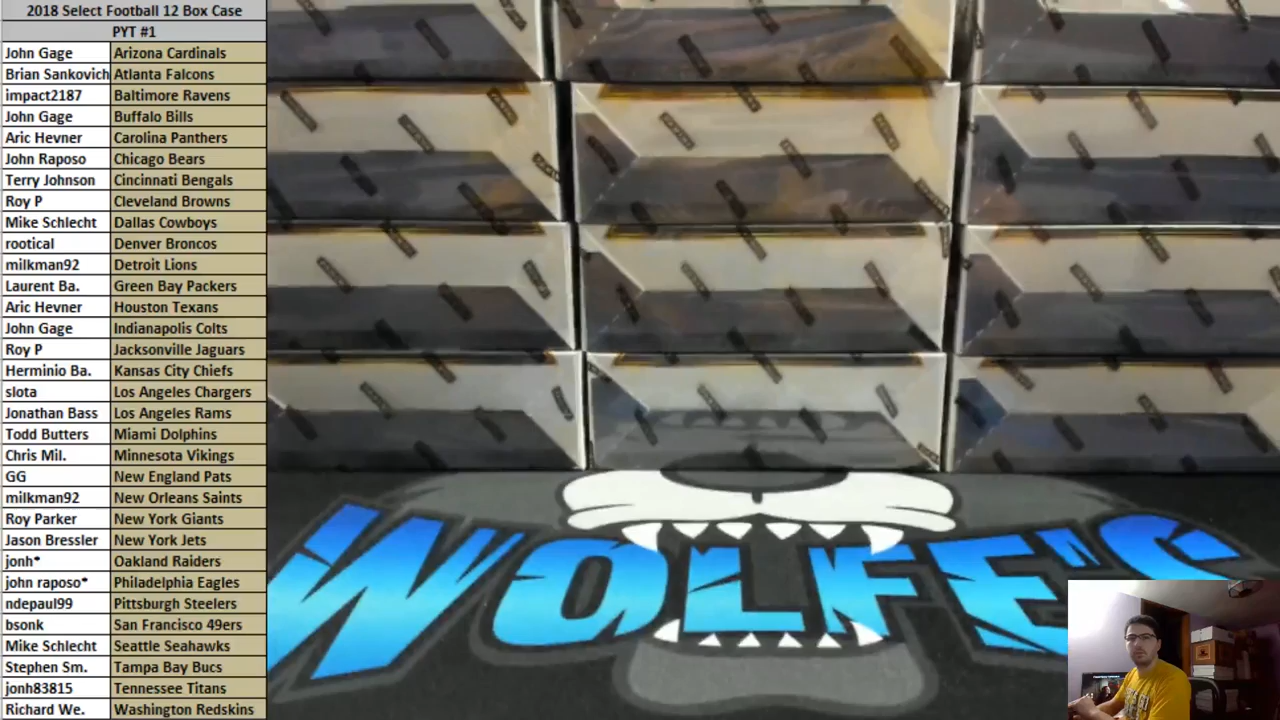 2018 Select Football 12 Box Case
PYT #1
John Gage Arizona Cardinals
Brian Sankovich Atlanta Falcons
impact2187 Baltimore Ravens
John Gage Buffalo Bills
Aric Hevner Carolina Panthers
John Raposo Chicago Bears
Terry Johnson Cincinnati Bengals
Roy P Cleveland Browns
Mike Schlecht Dallas Cowboys
rootical Denver Broncos
milkman92 Detroit Lions
Laurent Ba. Green Bay Packers
Aric Hevner Houston Texans
John Gage Indianapolis Colts
Roy P Jacksonville Jaguars
Herminio Ba. Kansas City Chiefs
slota Los Angeles Chargers
Jonathan Bass Los Angeles Rams
Todd Butters Miami Dolphins
Chris Mil. Minnesota Vikings
GG New England Pats
milkman92 New Orleans Saints
Roy Parker New York Giants
Jason Bressler New York Jets
jonh* Oakland Raiders
john raposo* Philadelphia Eagles
ndepaul99 Pittsburgh Steelers
bsonk San Francisco 49ers
Mike Schlecht Seattle Seahawks
Stephen Sm. Tampa Bay Bucs
jonh83815 Tennessee Titans
Richard We. Washington Redskins
WOLFE'S